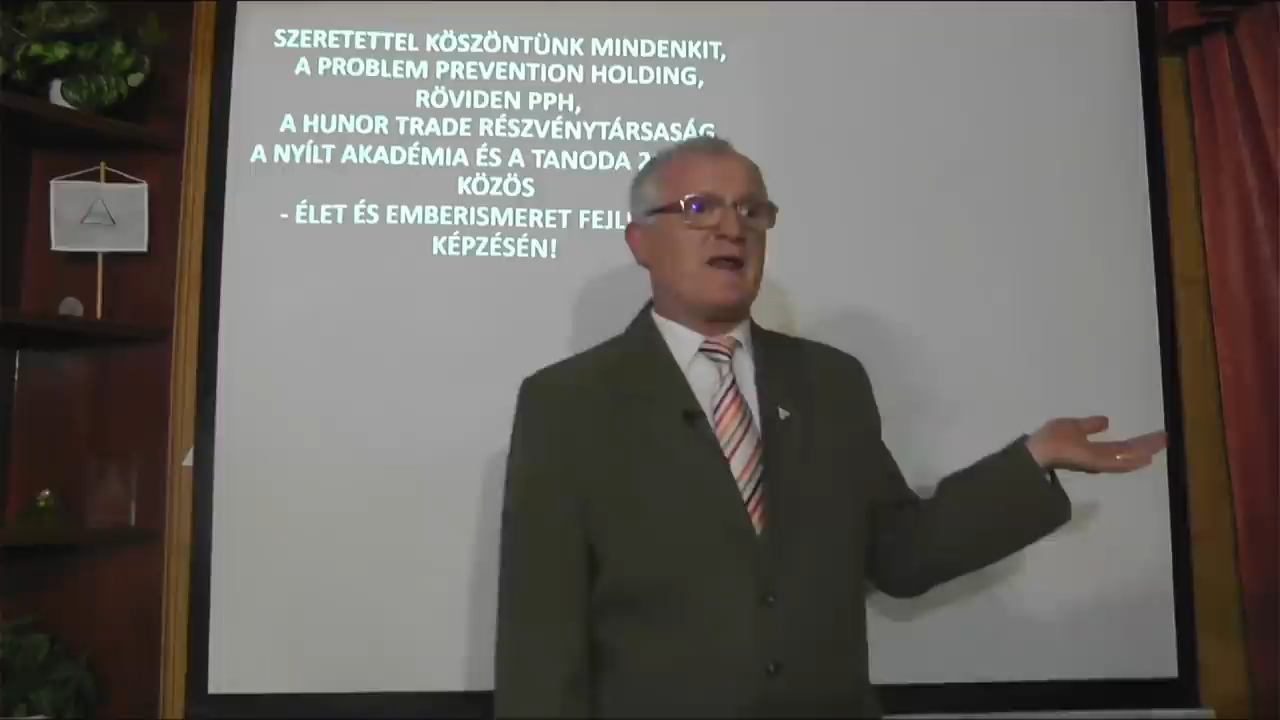 SZERETETTEL KÖSZÖNTÜNK MINDENKIT,
A PROBLEM PREVENTION HOLDING,
RÖVIDEN PPH,
A HUNOR TRADE RÉSZVÉNYTÁRSASÁG
A NYÍLT AKADÉMIA ÉS A TANODA
KÖZÖS
- ÉLET ÉS EMBERISMERET
KÉPZÉSÉN!